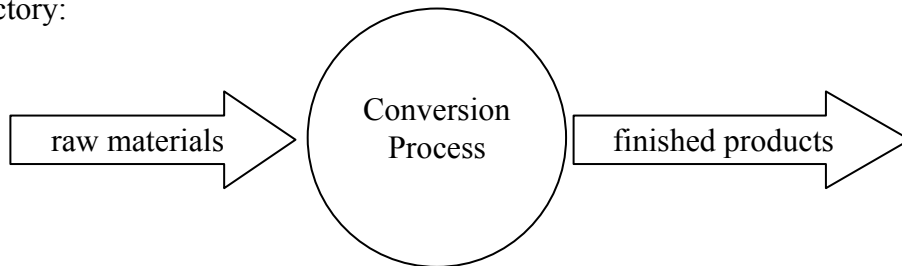 ctory:
raw materials
Conversion
Process
finished products